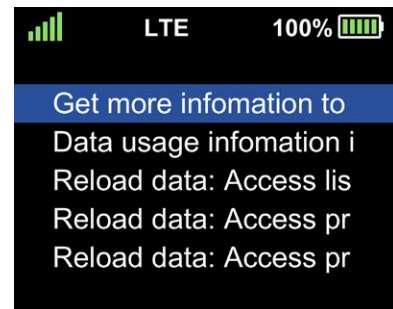 LTE 100%
Get more infomation to
Data usage infomation i
Reload data: Access lis
Reload data: Access pr
Reload data: Access pr